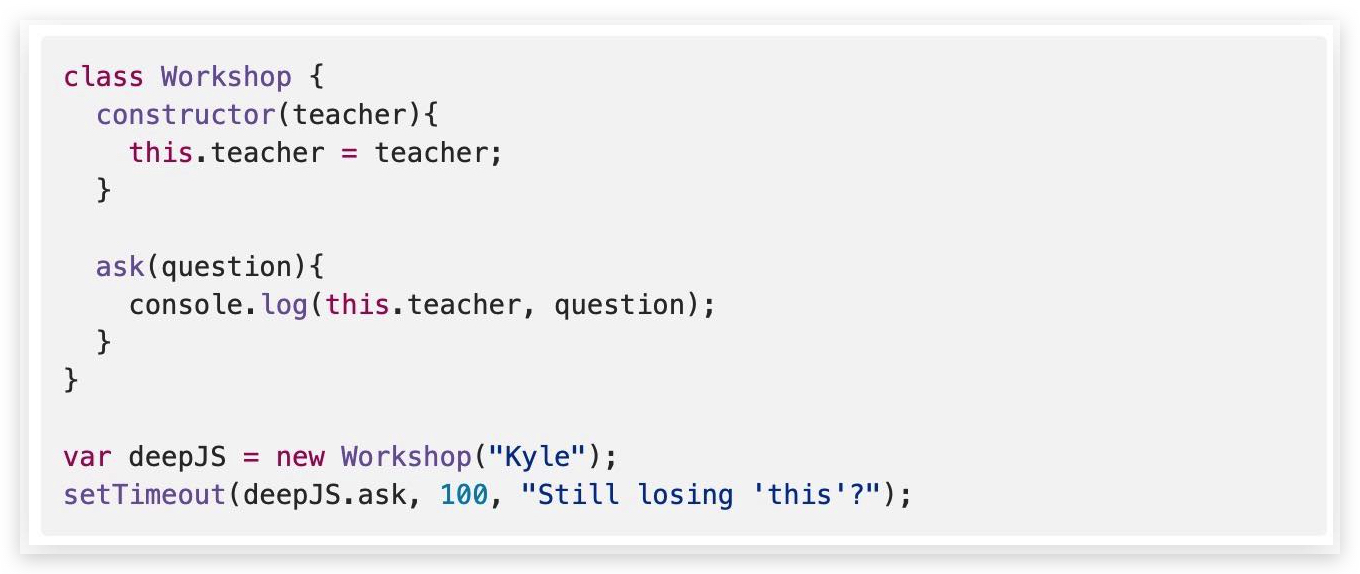 class Workshop {
  constructor(teacher){
    this.teacher = teacher;
  }

  ask(question){
    console.log(this.teacher, question);
  }
}

var deepJS = new Workshop("Kyle");
setTimeout(deepJS.ask, 100, "Still losing 'this'?");